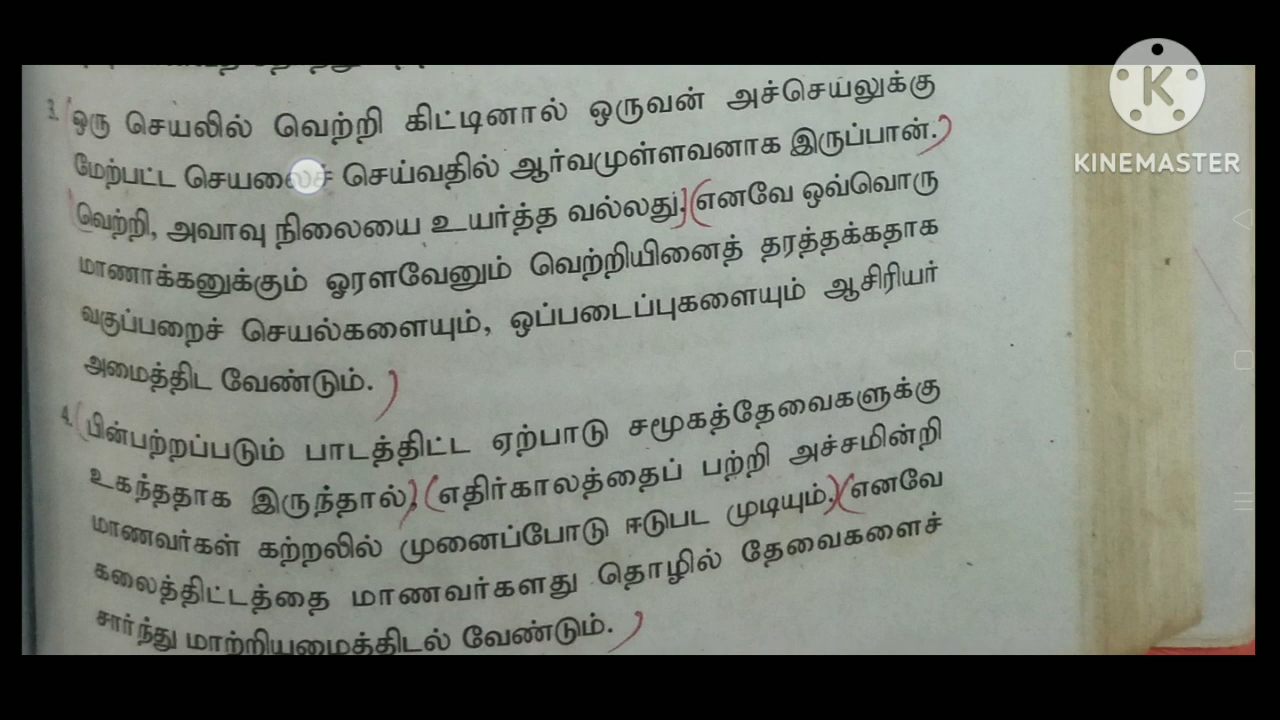 3. ஒரு செயலில் வெற்றி கிட்டினால் ஒருவன் அச்செய்லுக்கு
மேற்பட்ட செயலைச் செய்வதில் ஆர்வமுள்ளவனாக இருப்பான்.
வெற்றி, அவாவு நிலையை உயர்த்த வல்லது. எனவே ஒவ்வொரு
மாணாக்கனுக்கும் ஓரளவேனும் வெற்றியினைத் தரத்தக்கதாக
வகுப்பறைச் செயல்களையும், ஒப்படைப்புகளையும் ஆசிரியர்
அமைத்திட வேண்டும்.
4. பின்பற்றப்படும் பாடத்திட்ட ஏற்பாடு சமூகத்தேவைகளுக்கு
உகந்ததாக இருந்தால், எதிர்காலத்தைப் பற்றி அச்சமின்றி
மாணவர்கள் கற்றலில் முனைப்போடு ஈடுபட முடியும். எனவே
கலைத்திட்டத்தை மாணவர்களது தொழில் தேவைகளைச்
சார்ந்து மாற்றியமைத்திடல் வேண்டும்.
K
KINEMASTER